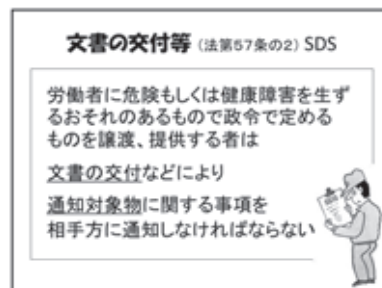 文書の交付等（法第57条の2）SDS
労働者に危険もしくは健康障害を生ず
るおそれのあるもので政令で定める
ものを譲渡、提供する者は
文書の交付などにより
通知対象物に関する事項を
相手方に通知しなければならない